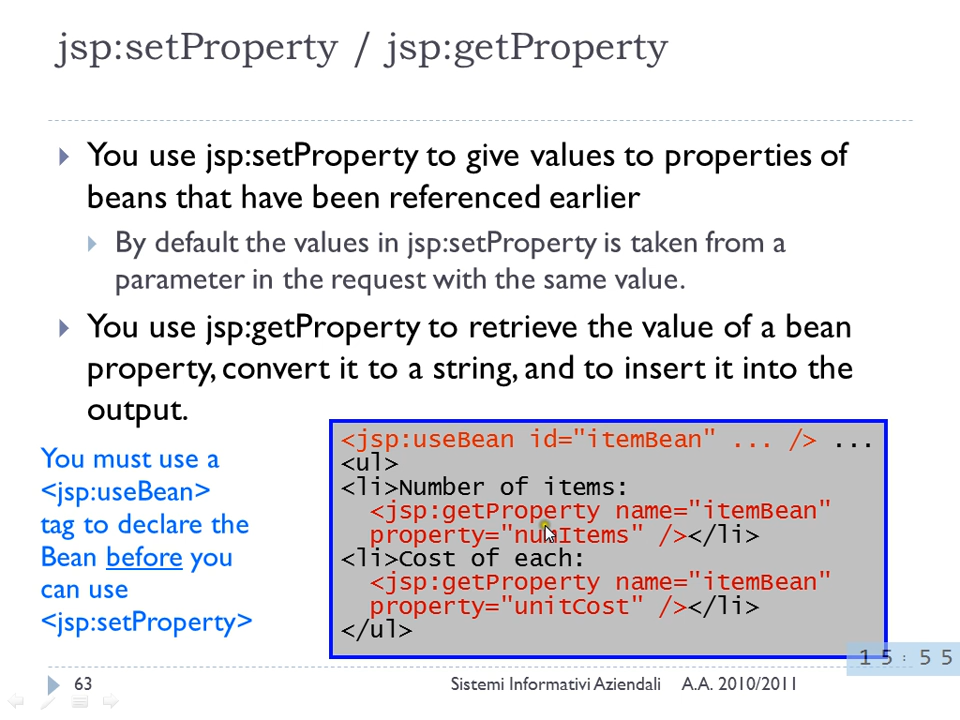 jsp:setProperty / jsp:getProperty
You use jsp:setProperty to give values to properties of
beans that have been referenced earlier
By default the values in jsp:setProperty is taken from a
parameter in the request with the same value.
You use jsp:getProperty to retrieve the value of a bean
property, convert it to a string, and to insert it into the
output.
You must use a
<jsp:useBean>
tag to declare the
Bean before you
can use
<jsp:setProperty>
<jsp:useBean id="itemBean" ... /> ...
<ul>
<li>Number of items:
<jsp:getProperty name="itemBean"
property="numItems" /></li>
<li>Cost of each:
<jsp:getProperty name="itemBean"
property="unitCost" /></li>
</ul>
15:55
63
Sistemi Informativi Aziendali A.A. 2010/2011